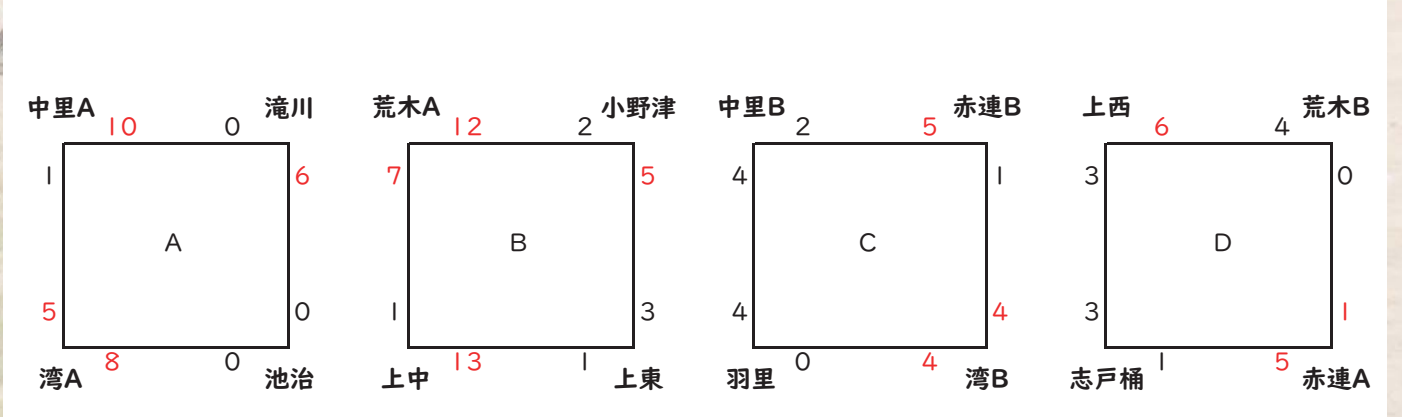 中里A 10 0 滝川
1 6
A
5 0
湾A 8 0 池治
荒木A 12 2 小野津
7 5
B
1 3
上中 13 1 上東
中里B 2 5 赤連B
4 1
C
4 4
羽里 0 4 湾B
上西 6 4 荒木B
3 0
D
3 1
志戸桶 1 5 赤連A